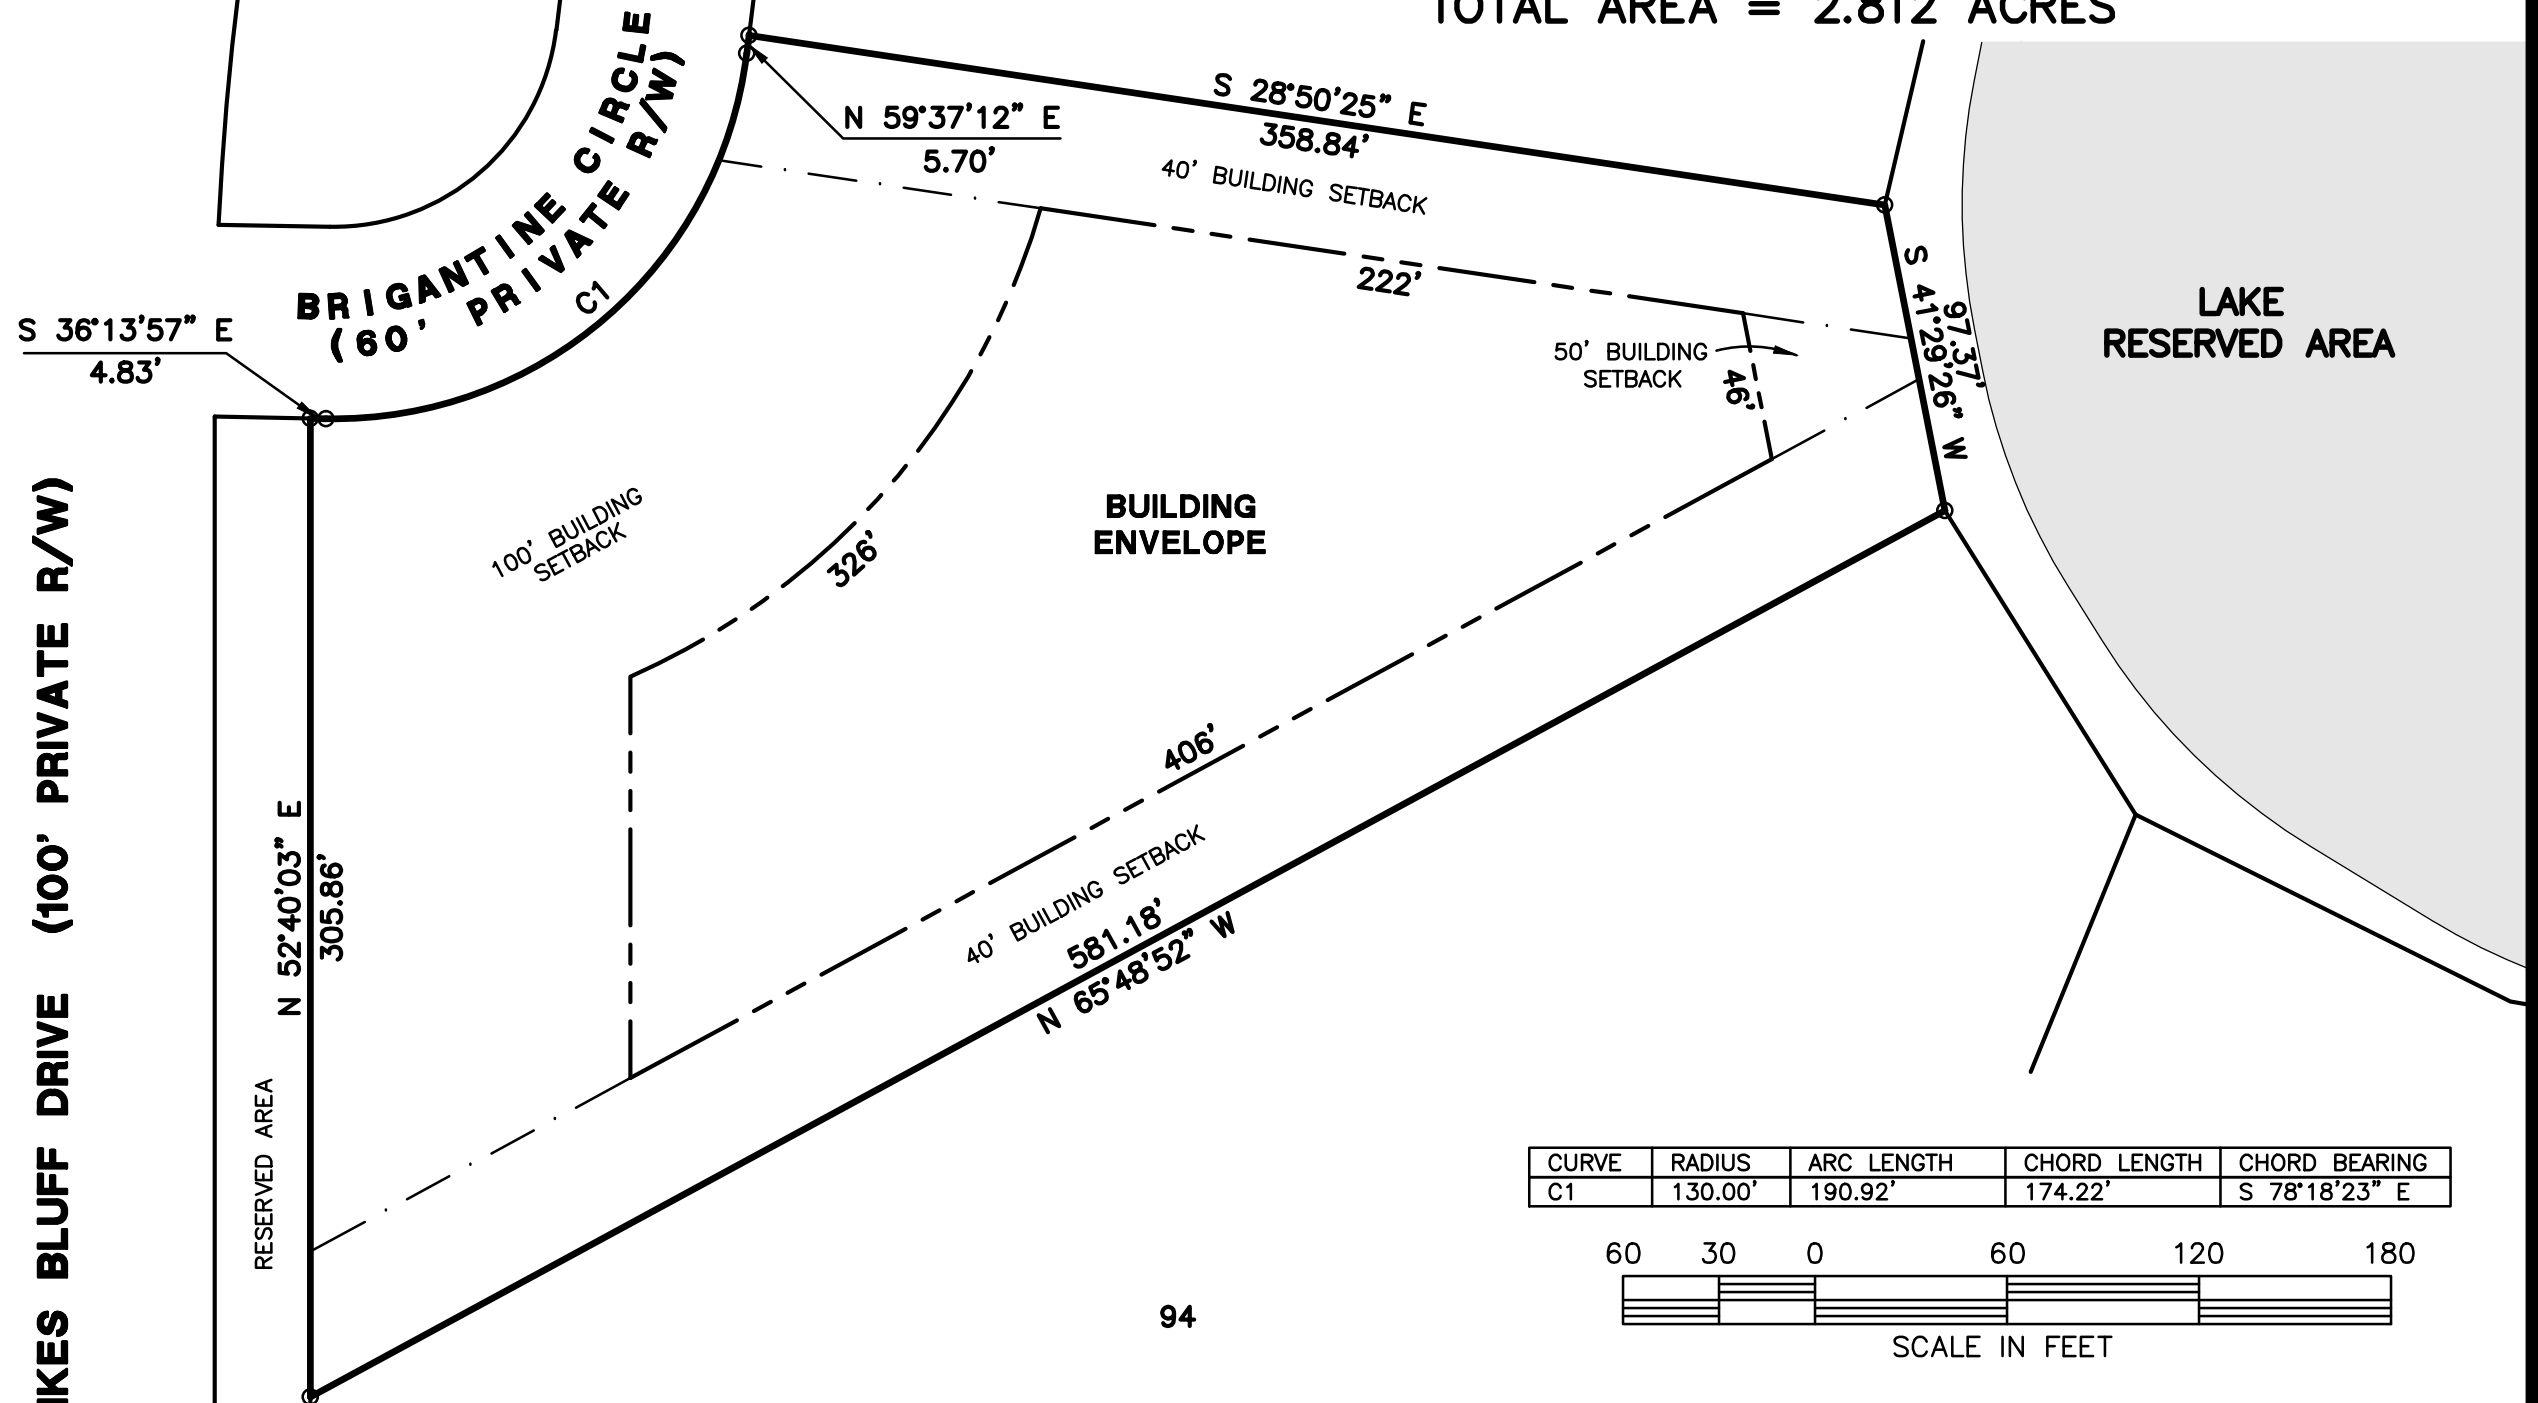 TOTAL AREA = 2.812 ACRES
BRIGANTINE CIRCLE
(60' PRIVATE R/W)
C1
N 59°37'12" E
5.70'
S 28°50'25" E
358.84'
40' BUILDING SETBACK
222'
S 36°13'57" E
4.83'
S 41°29'26" W
97.37'
LAKE
RESERVED AREA
50' BUILDING
SETBACK
46'
100' BUILDING
SETBACK
326'
BUILDING
ENVELOPE
406'
40' BUILDING SETBACK
581.18'
N 65°48'52" W
N 52°40'03" E
305.86'
RESERVED AREA
IKES BLUFF DRIVE (100' PRIVATE R/W)
94
CURVE RADIUS ARC LENGTH CHORD LENGTH CHORD BEARING
C1 130.00' 190.92' 174.22' S 78°18'23" E
60 30 0 60 120 180
SCALE IN FEET